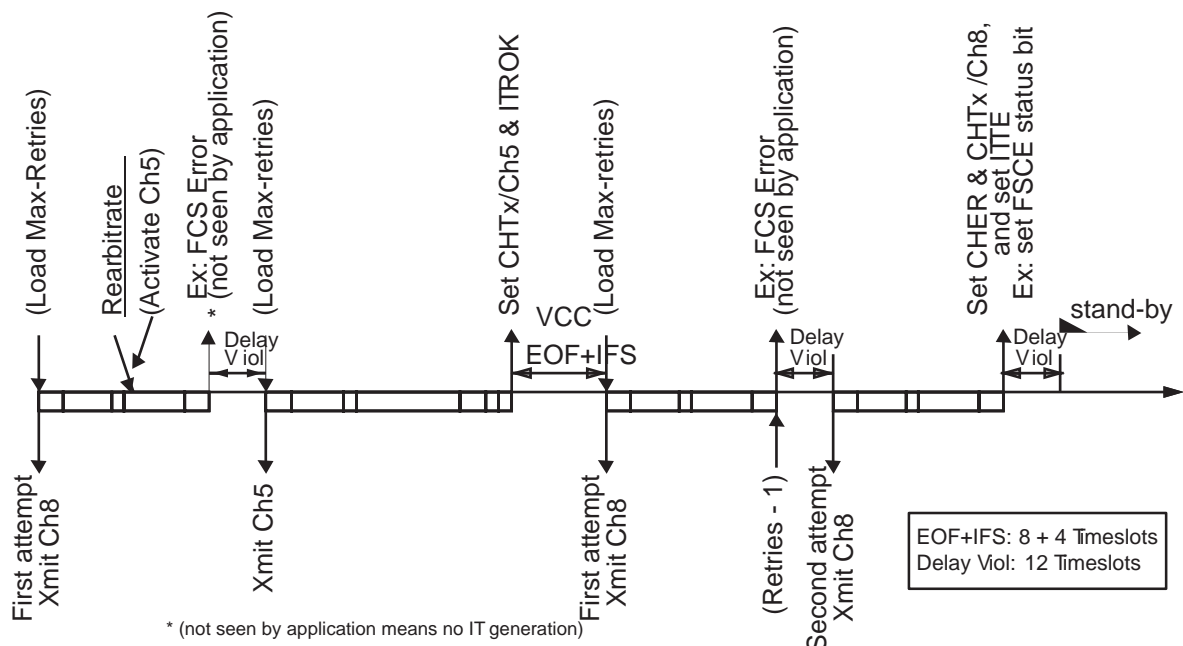 (Load Max-Retries)
Rearbitrate
(Activate Ch5)
Ex: FCS Error
* (not seen by application)
(Load Max-retries)
Set CHTx/Ch5 & ITROK
(Load Max-retries)
Ex: FCS Error
(not seen by application)
Set CHER & CHTx /Ch8,
and set ITTE
Ex: set FSCE status bit
stand-by
Delay
Viol
VCC
EOF+IFS
Delay
Viol
Delay
Viol
First attempt
Xmit Ch8
Xmit Ch5
First attempt
Xmit Ch8
(Retries - 1)
Second attempt
Xmit Ch8
EOF+IFS: 8 + 4 Timeslots
Delay Viol: 12 Timeslots
* (not seen by application means no IT generation)